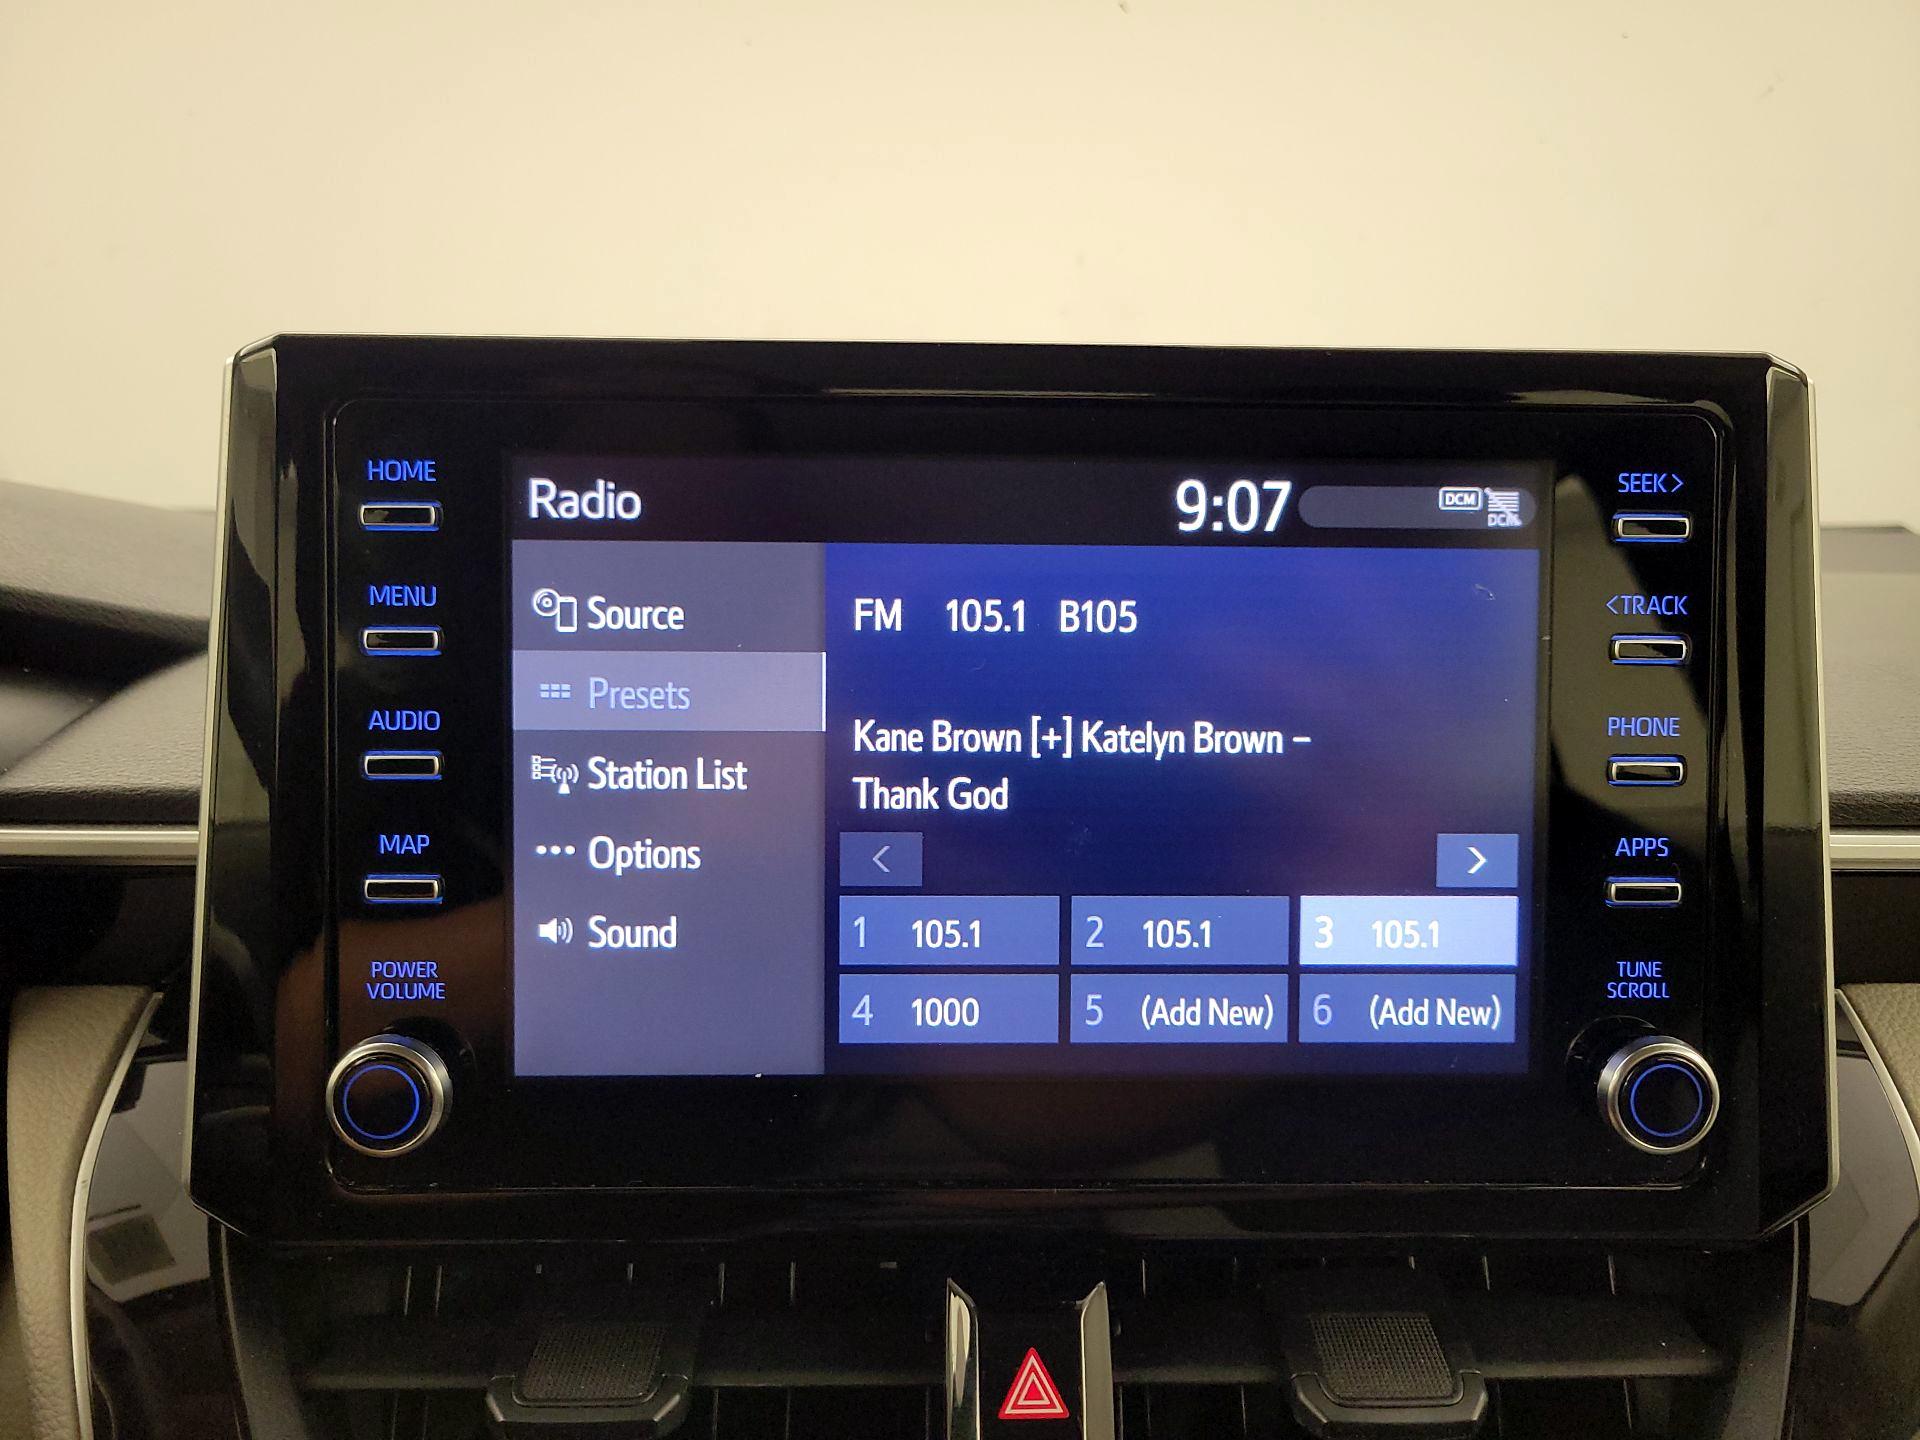 HOME
MENU
AUDIO
MAP
POWER
VOLUME
Radio
9:07
DCM
DCM
Source
Presets
Station List
Options
Sound
FM 105.1 B105
Kane Brown [+] Katelyn Brown –
Thank God
< >
1 105.1 2 105.1 3 105.1
4 1000 5 (Add New) 6 (Add New)
SEEK>
<TRACK
PHONE
APPS
TUNE
SCROLL